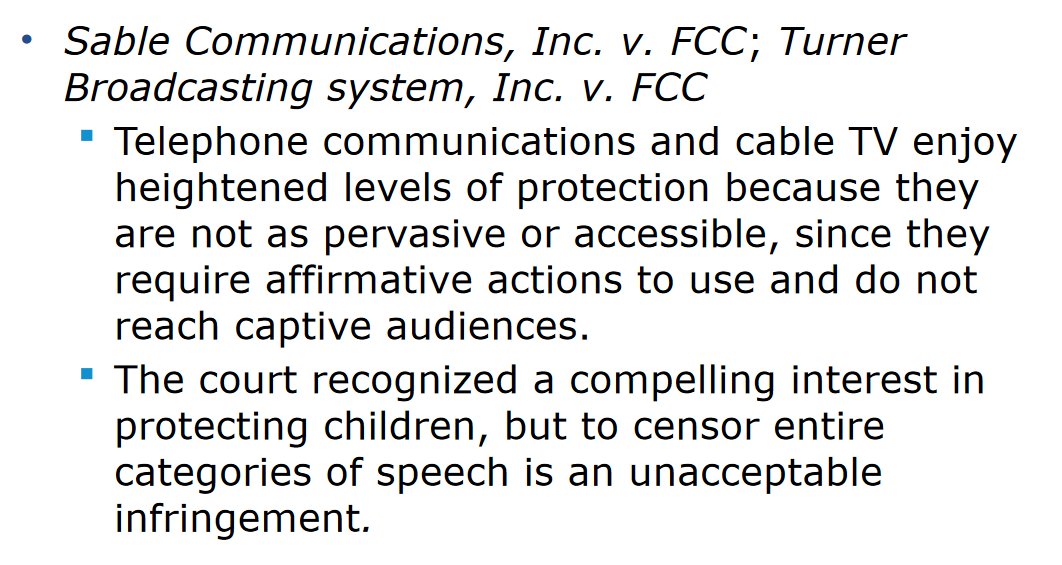 • Sable Communications, Inc. v. FCC; Turner
Broadcasting system, Inc. v. FCC
▪ Telephone communications and cable TV enjoy
heightened levels of protection because they
are not as pervasive or accessible, since they
require affirmative actions to use and do not
reach captive audiences.
▪ The court recognized a compelling interest in
protecting children, but to censor entire
categories of speech is an unacceptable
infringement.